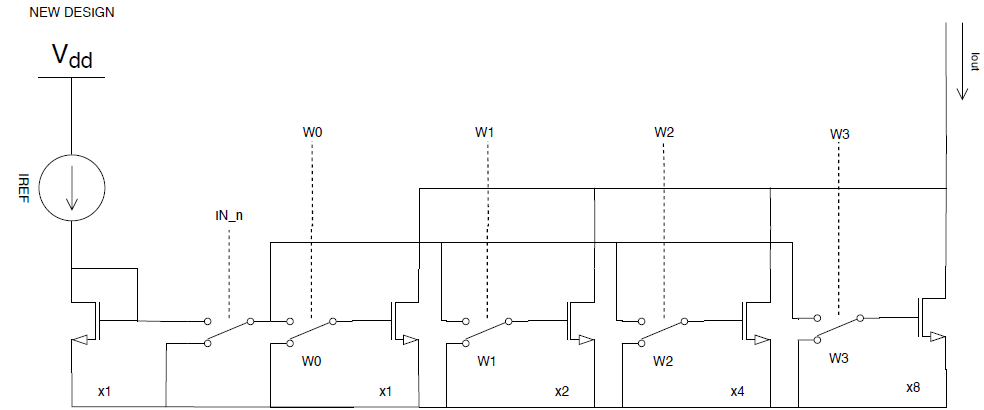 NEW DESIGN
Vdd
Iout
W0
W1
W2
W3
IREF
IN_n
W0
W1
W2
W3
x1
x1
x2
x4
x8